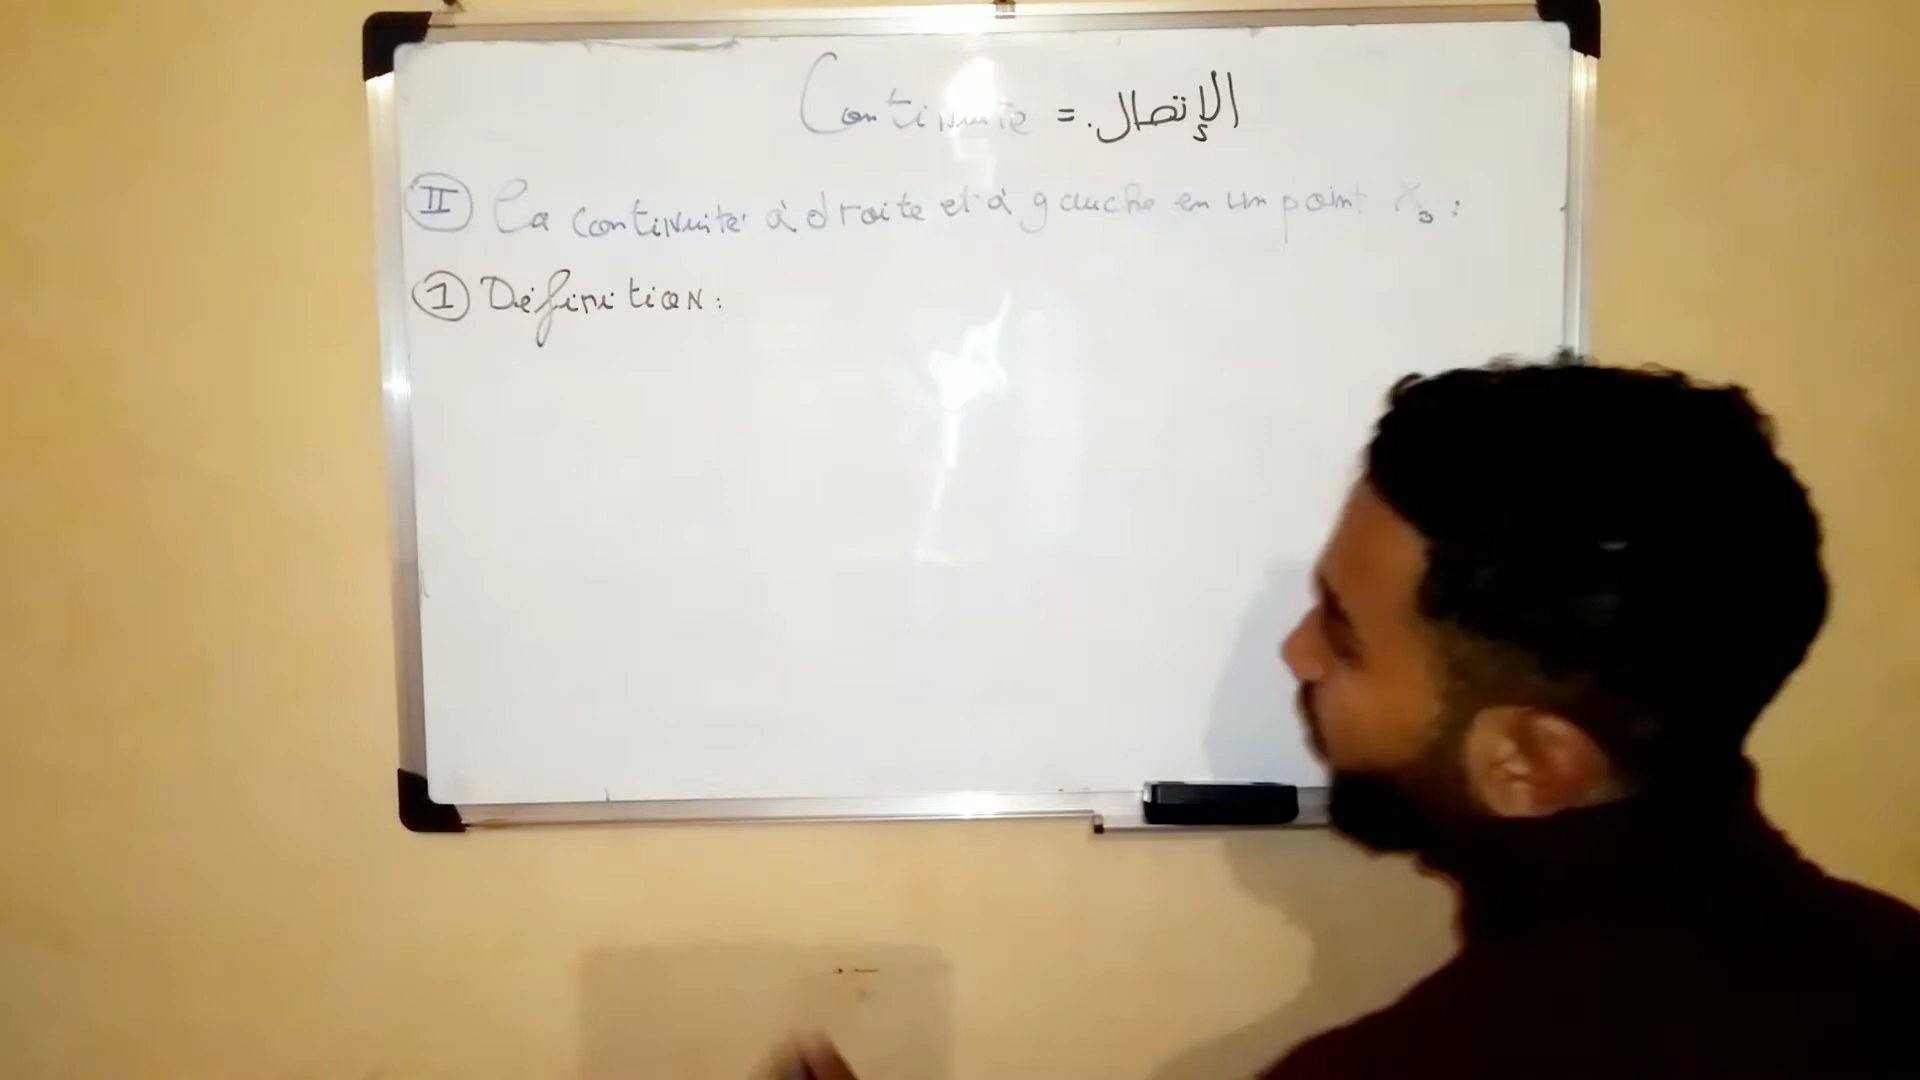 Continuité = الإتصال.
II La continuité à droite et à gauche en un point x₀ :
1 Définition :